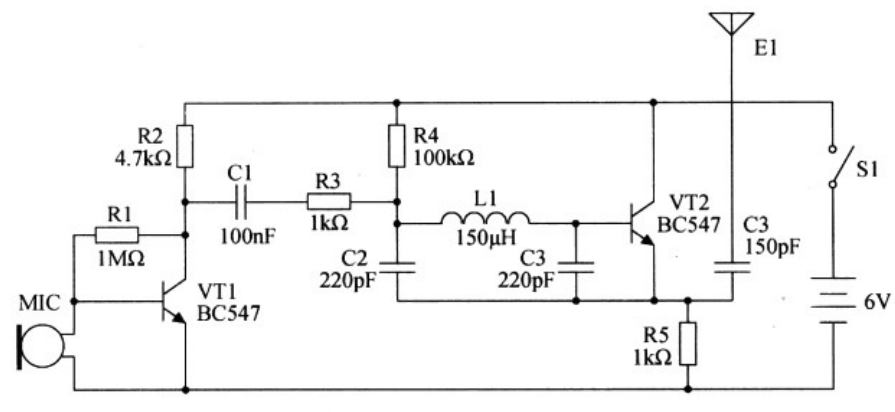 E1
R2
4.7kΩ
R4
100kΩ
C1
100nF
R3
1kΩ
S1
L1
150μH
VT2
BC547
R1
1MΩ
C2
220pF
C3
220pF
C3
150pF
MIC
VT1
BC547
6V
R5
1kΩ